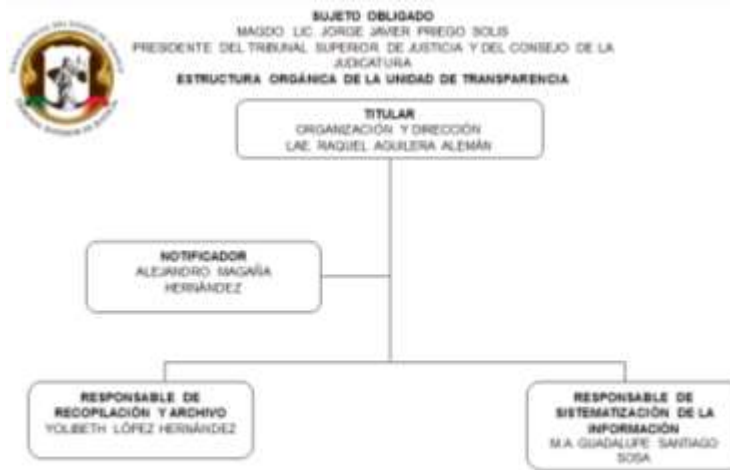 SUJETO OBLIGADO
MAGDO. LIC. JORGE JAVIER PRIEGO SOLIS
PRESIDENTE DEL TRIBUNAL SUPERIOR DE JUSTICIA Y DEL CONSEJO DE LA
JUDICATURA
ESTRUCTURA ORGÁNICA DE LA UNIDAD DE TRANSPARENCIA
TITULAR
ORGANIZACIÓN Y DIRECCIÓN
LAE. RAQUEL AGUILERA ALEMÁN
NOTIFICADOR
ALEJANDRO MAGAÑA
HERNÁNDEZ
RESPONSABLE DE
RECOPILACIÓN Y ARCHIVO
YOLIBETH LÓPEZ HERNÁNDEZ
RESPONSABLE DE
SISTEMATIZACIÓN DE LA
INFORMACIÓN
M.A. GUADALUPE SANTIAGO
SOSA